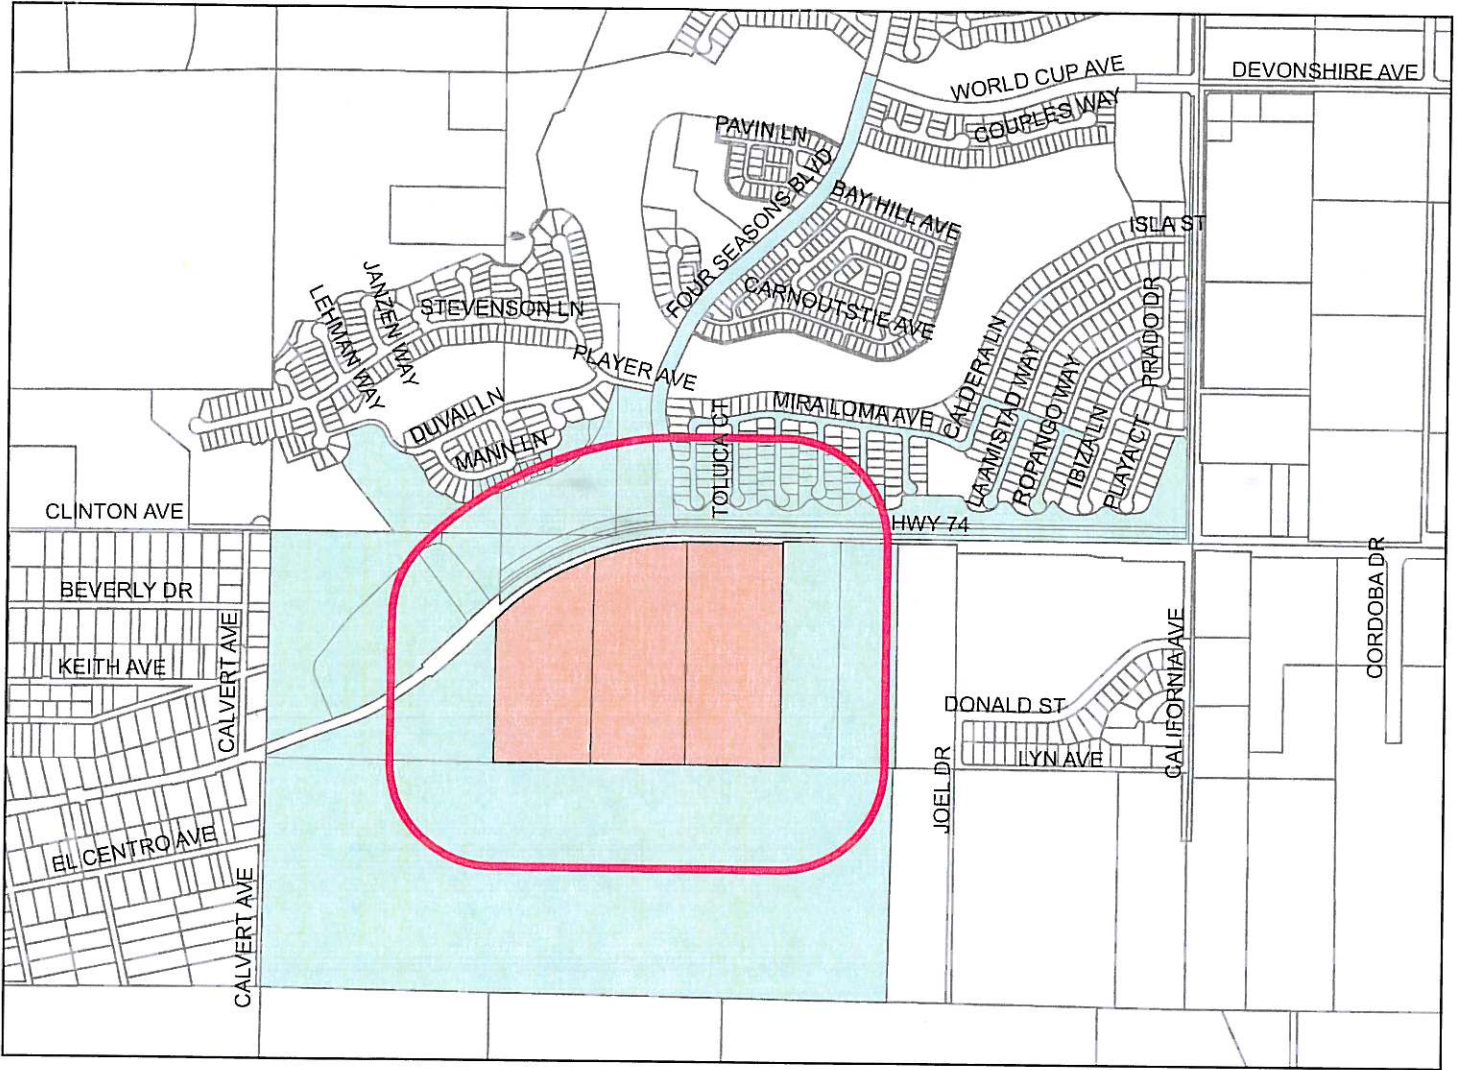 WORLD CUP AVE
DEVONSHIRE AVE
COUPLES WAY
PAVIN LN
FOUR SEASONS BLVD
BAY HILL AVE
ISLA ST
JANZEN WAY
LEHMAN WAY
STEVENSON LN
CARNOUTSTIE AVE
PRADO DR
PLAYER AVE
CALDERA LN
DUVAL LN
MIRA LOMA AVE
MANN LN
TOLUCA CT
LA AMISTAD WAY
ROPANGO WAY
IBIZA LN
PLAYA CT
CLINTON AVE
HWY 74
BEVERLY DR
CORDOBA DR
KEITH AVE
CALVERT AVE
CALIFORNIA AVE
DONALD ST
LYN AVE
JOEL DR
EL CENTRO AVE
CALVERT AVE